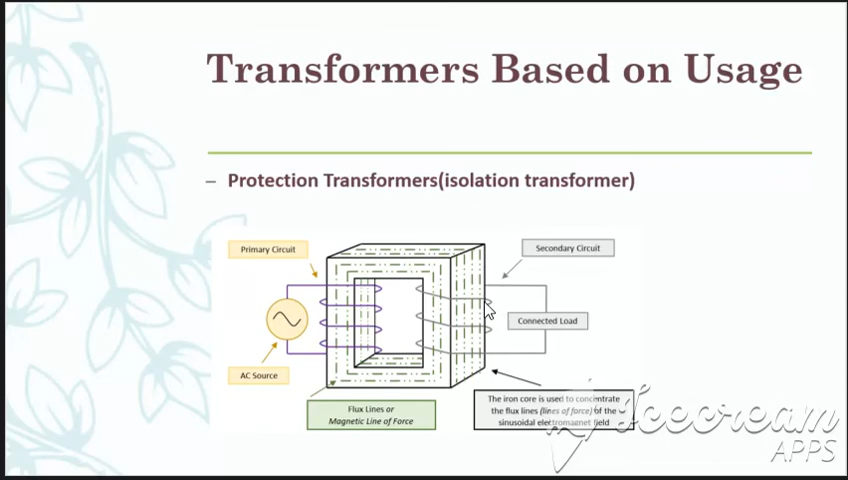 Transformers Based on Usage
– Protection Transformers(isolation transformer)
Primary Circuit
Secondary Circuit
Connected Load
AC Source
Flux Lines or
Magnetic Line of Force
The iron core is used to concentrate
the flux lines (lines of force) of the
sinusoidal electromagnet field
Icecream
APPS